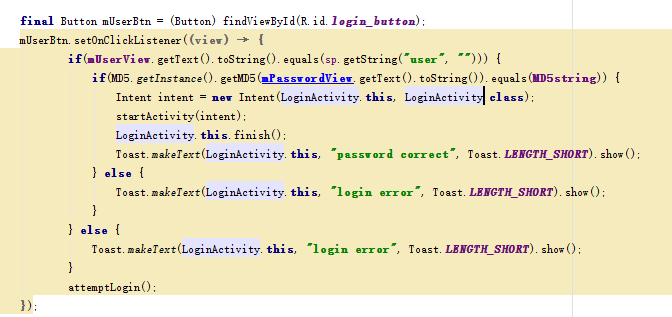 final Button mUserBtn = (Button) findViewById(R.id.login_button);
mUserBtn.setOnClickListener((view) → {
if(mUserView.getText().toString().equals(sp.getString("user", ""))) {
if(MD5.getInstance().getMD5(mPasswordView.getText().toString()).equals(MD5string)) {
Intent intent = new Intent(LoginActivity.this, LoginActivity.class);
startActivity(intent);
LoginActivity.this.finish();
Toast.makeText(LoginActivity.this, "password correct", Toast.LENGTH_SHORT).show();
} else {
Toast.makeText(LoginActivity.this, "login error", Toast.LENGTH_SHORT).show();
}
} else {
Toast.makeText(LoginActivity.this, "login error", Toast.LENGTH_SHORT).show();
}
attemptLogin();
});